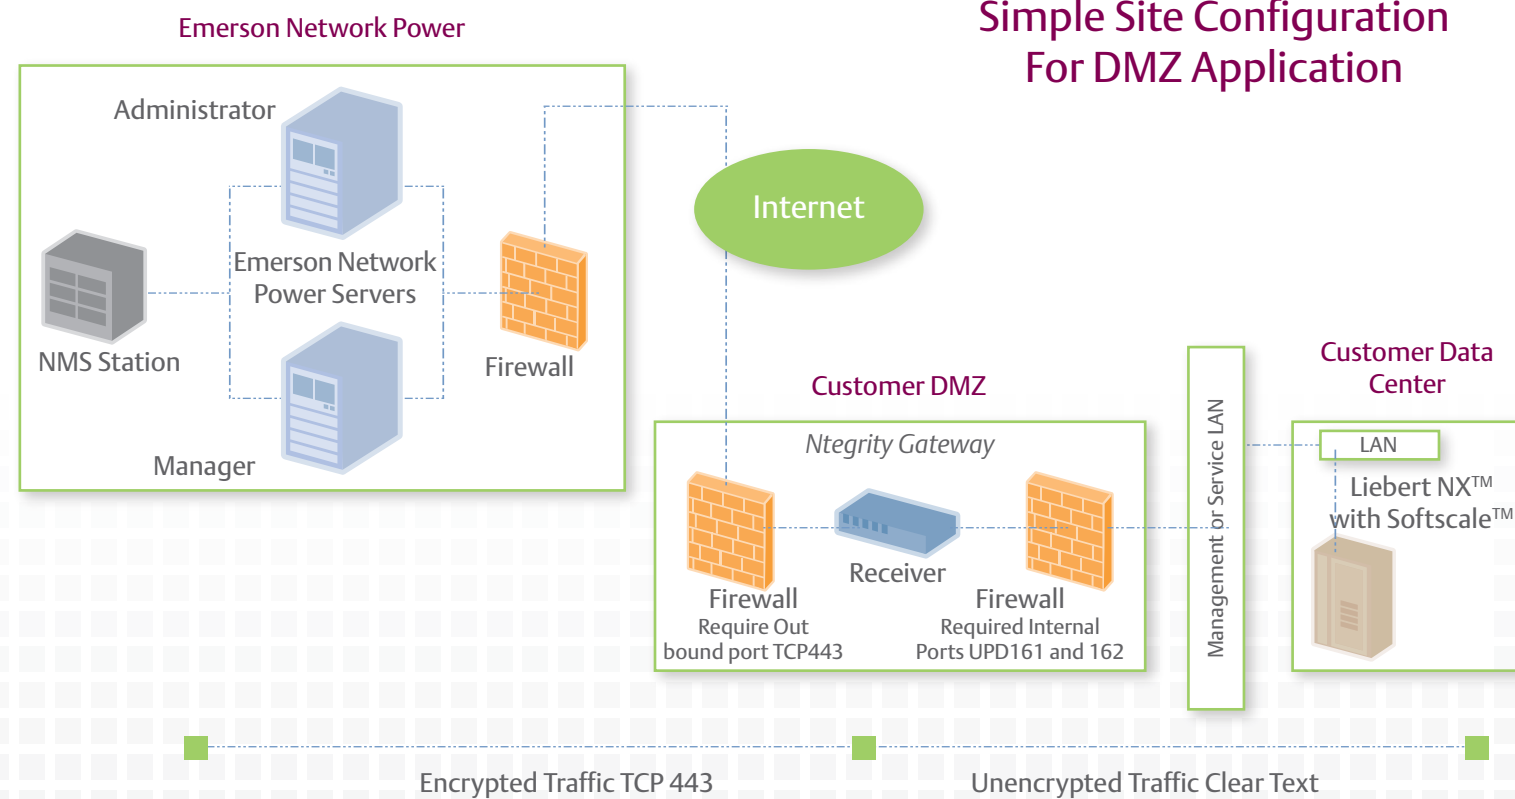 Simple Site Configuration
For DMZ Application
Emerson Network Power
Administrator
Emerson Network
Power Servers
NMS Station
Firewall
Manager
Internet
Customer DMZ
Ntegrity Gateway
Firewall
Require Out
bound port TCP443
Receiver
Firewall
Required Internal
Ports UPD161 and 162
Management or Service LAN
Customer Data
Center
LAN
Liebert NX™
with Softscale™
Encrypted Traffic TCP 443
Unencrypted Traffic Clear Text